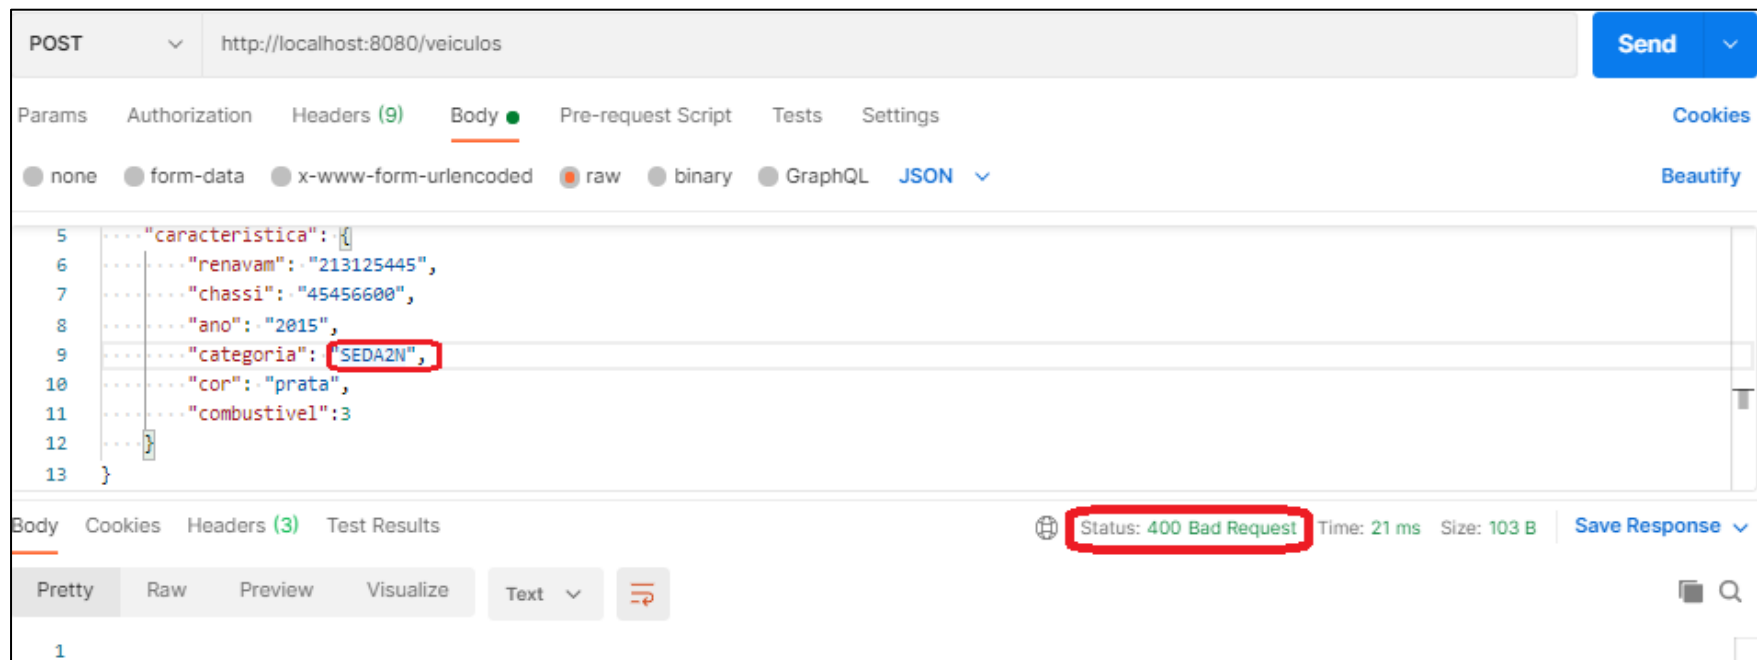 POST http://localhost:8080/veiculos Send
Params Authorization Headers (9) Body Pre-request Script Tests Settings Cookies
none form-data x-www-form-urlencoded raw binary GraphQL JSON Beautify
5 "caracteristica": {
6 "renavam": "213125445",
7 "chassi": "45456600",
8 "ano": "2015",
9 "categoria": "SEDA2N",
10 "cor": "prata",
11 "combustivel":3
12 }
13 }
Body Cookies Headers (3) Test Results Status: 400 Bad Request Time: 21 ms Size: 103 B Save Response
Pretty Raw Preview Visualize Text
1